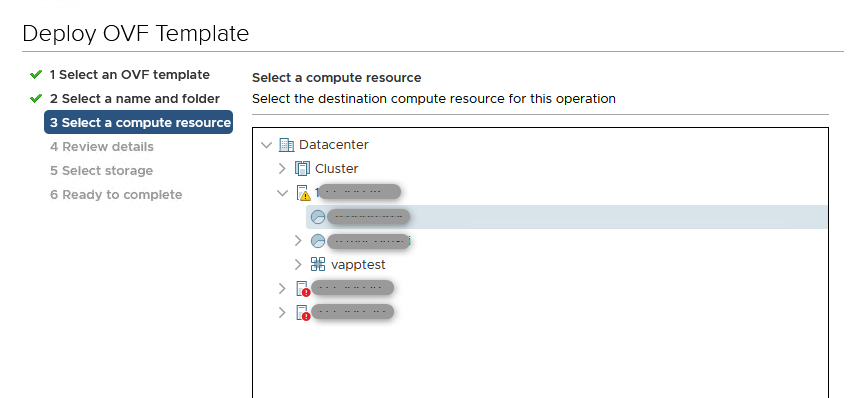 Deploy OVF Template
1 Select an OVF template
2 Select a name and folder
3 Select a compute resource
4 Review details
5 Select storage
6 Ready to complete
Select a compute resource
Select the destination compute resource for this operation
Datacenter
Cluster
vapptest